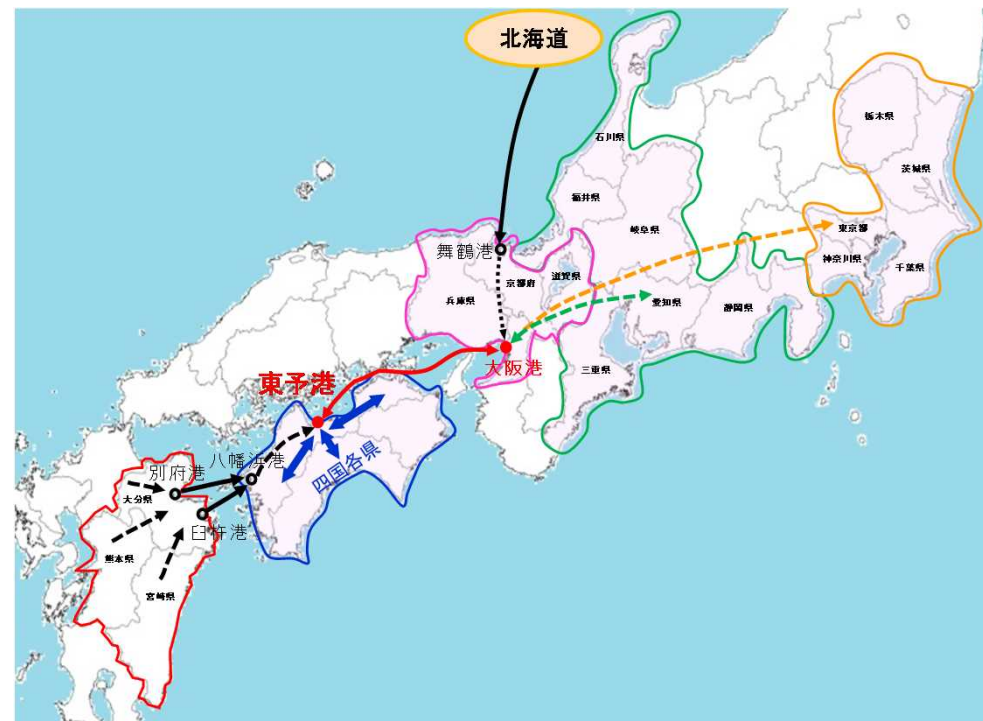 北海道
栃木県
石川県
茨城県
福井県
岐阜県
東京都
舞鶴港
神奈川県
千葉県
京都府
滋賀県
兵庫県
愛知県
静岡県
大阪港
三重県
東予港
四国各県
八幡浜港
別府港
大分県
臼杵港
熊本県
宮崎県